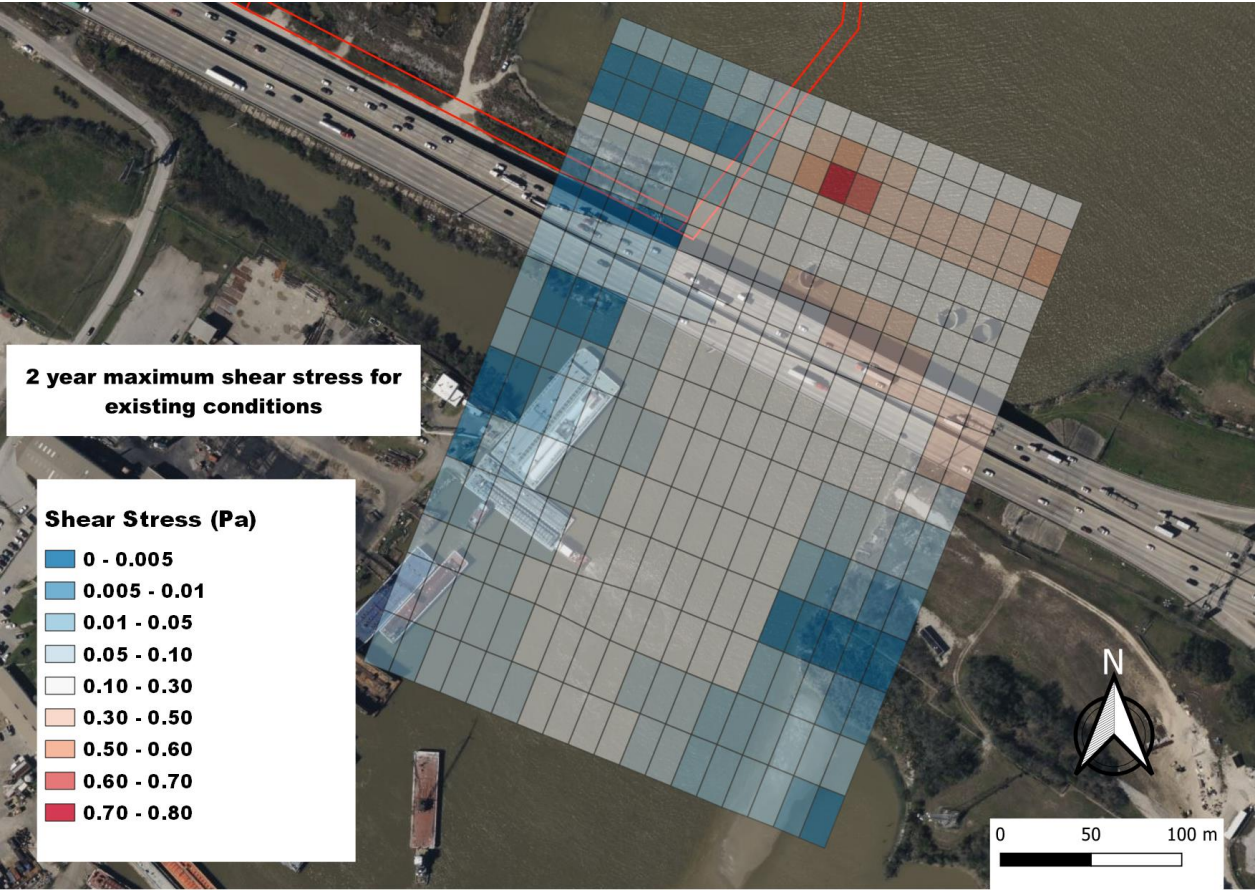 2 year maximum shear stress for
existing conditions
Shear Stress (Pa)
0 - 0.005
0.005 - 0.01
0.01 - 0.05
0.05 - 0.10
0.10 - 0.30
0.30 - 0.50
0.50 - 0.60
0.60 - 0.70
0.70 - 0.80
N
0 50 100 m